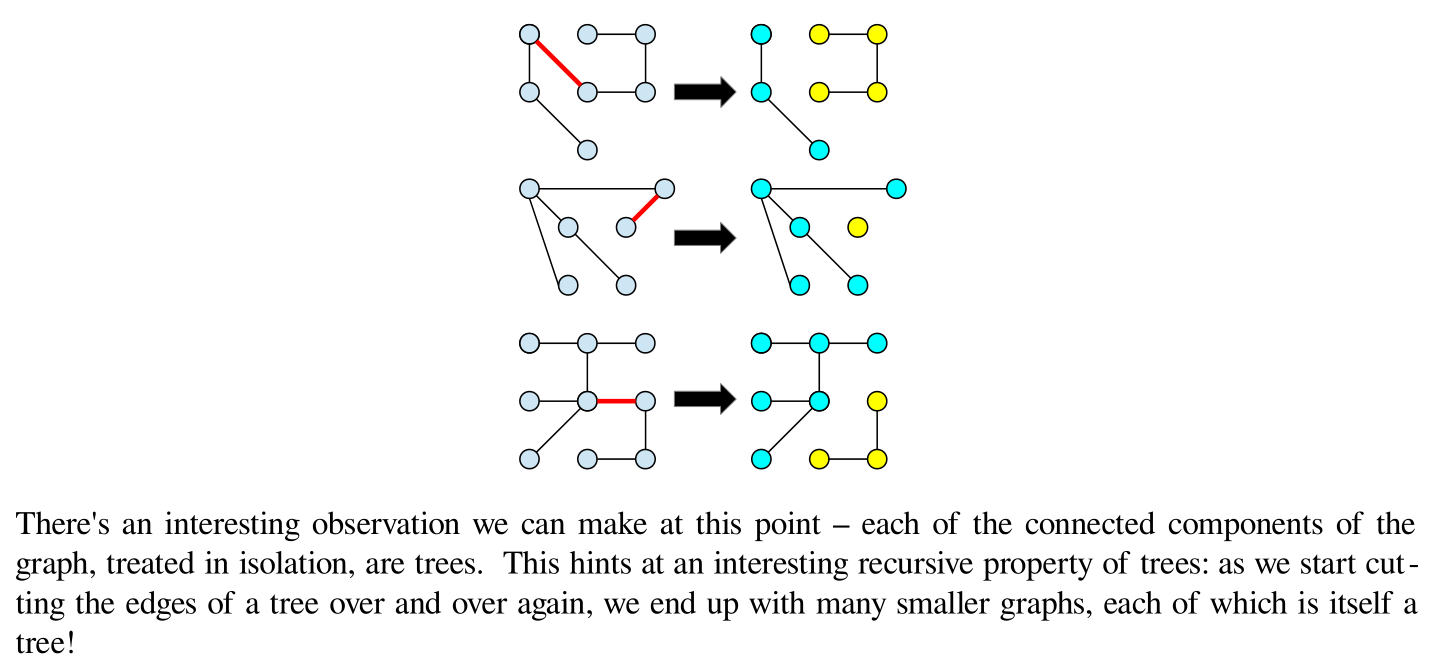 There's an interesting observation we can make at this point – each of the connected components of the
graph, treated in isolation, are trees.  This hints at an interesting recursive property of trees: as we start cut-
ting the edges of a tree over and over again, we end up with many smaller graphs, each of which is itself a
tree!